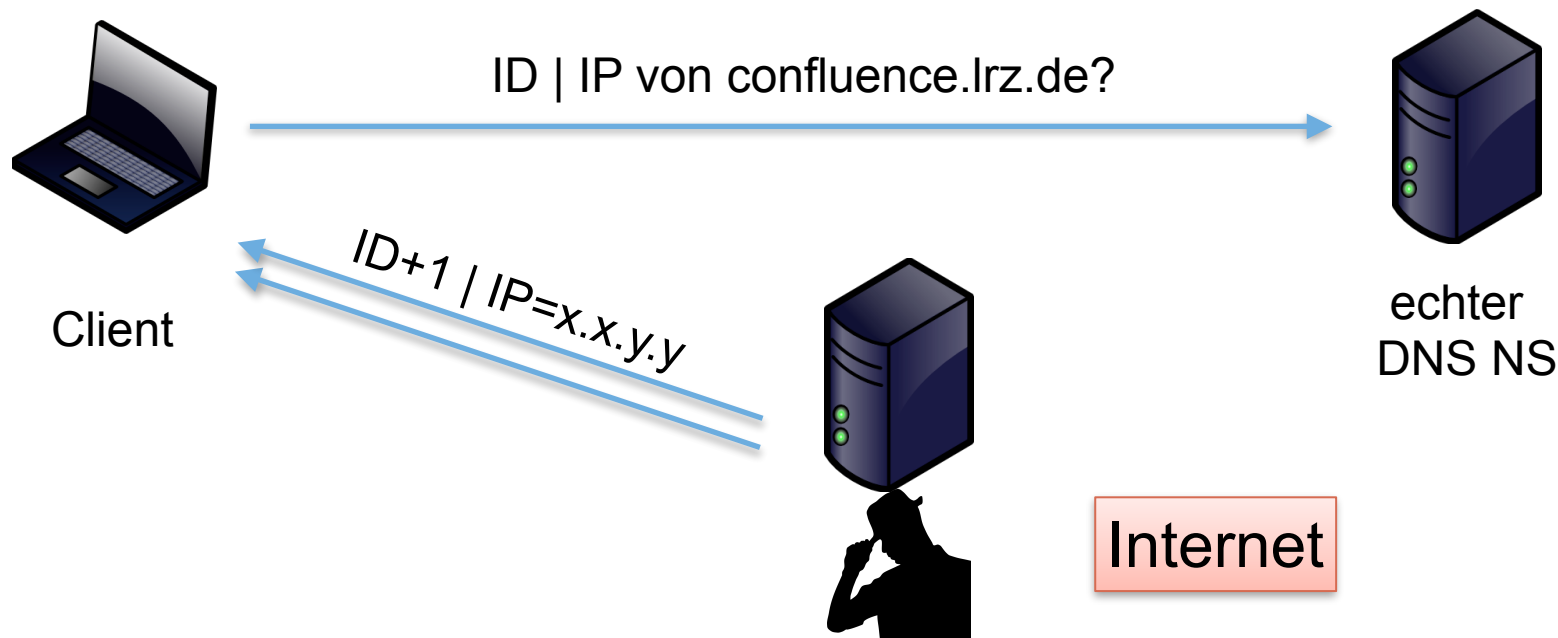 ID | IP von confluence.lrz.de?
ID+1 | IP=x.x.y.y
Client
echter
DNS NS
Internet